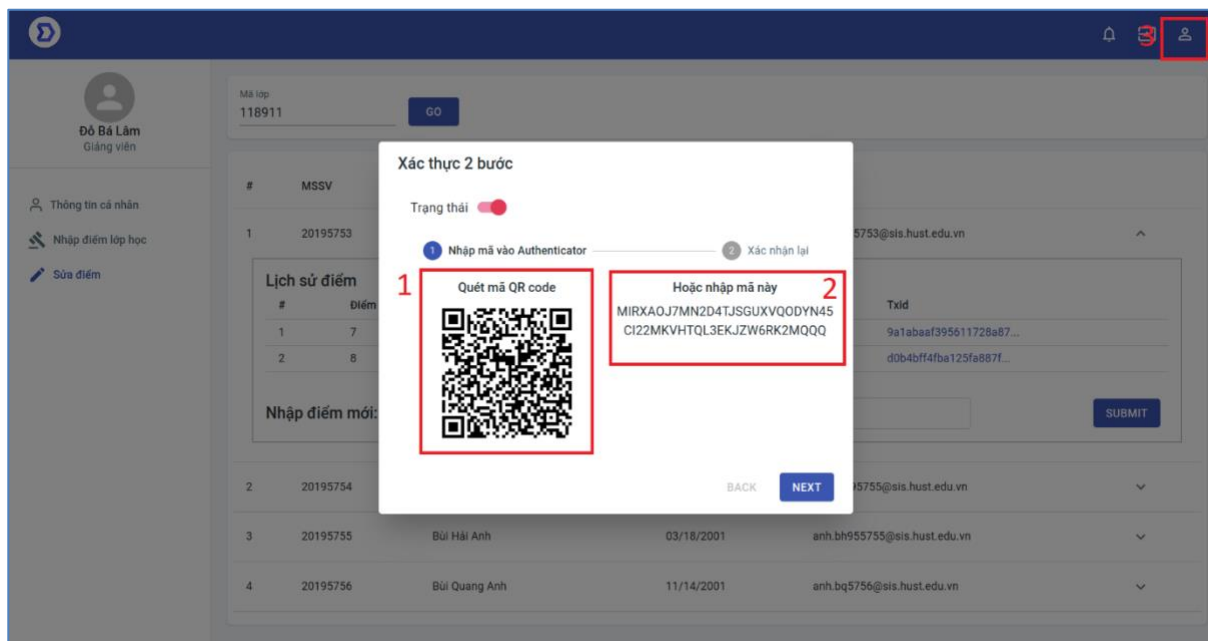 3
Đỗ Bá Lâm
Giảng viên
Thông tin cá nhân
Nhập điểm lớp học
Sửa điểm
Mã lớp
118911 GO
# MSSV
1 20195753 5753@sis.hust.edu.vn
Lịch sử điểm
# Điểm Txid
1 7 9a1abaaf395611728a87...
2 8 d0b4bff4fba125fa887f...
Nhập điểm mới: SUBMIT
Xác thực 2 bước
Trạng thái
1 Nhập mã vào Authenticator 2 Xác nhận lại
1 Quét mã QR code
Hoặc nhập mã này 2
MIRXAOJ7MN2D4TJSGUXVQODYN45
CI22MKVHTQL3EKJZW6RK2MQQQ
BACK NEXT
2 20195754 95755@sis.hust.edu.vn
3 20195755 Bùi Hải Anh 03/18/2001 anh.bh955755@sis.hust.edu.vn
4 20195756 Bùi Quang Anh 11/14/2001 anh.bq5756@sis.hust.edu.vn